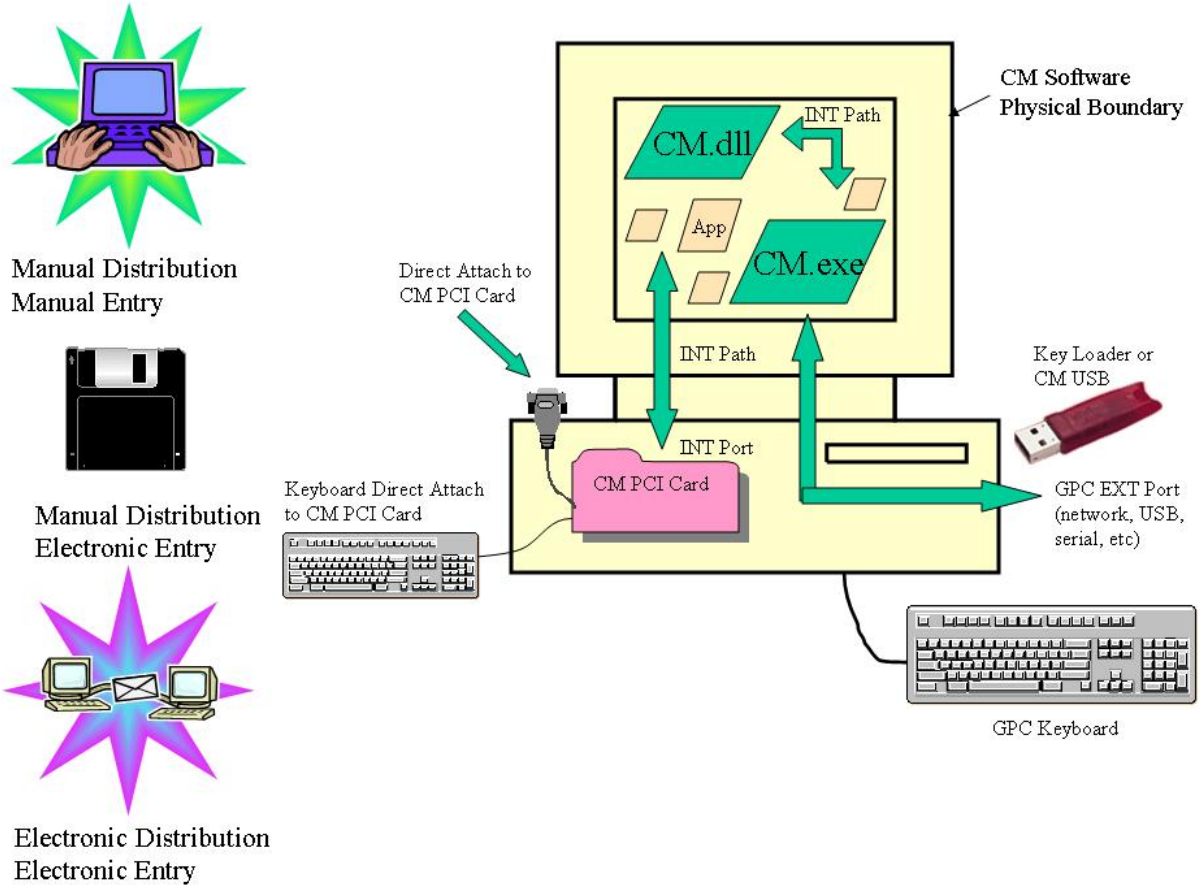 Manual Distribution
Manual Entry
Manual Distribution
Electronic Entry
Electronic Distribution
Electronic Entry
CM Software
Physical Boundary
INT Path
CM.dll
App
CM.exe
Direct Attach to
CM PCI Card
INT Path
Key Loader or
CM USB
INT Port
CM PCI Card
Keyboard Direct Attach
to CM PCI Card
GPC EXT Port
(network, USB,
serial, etc)
GPC Keyboard